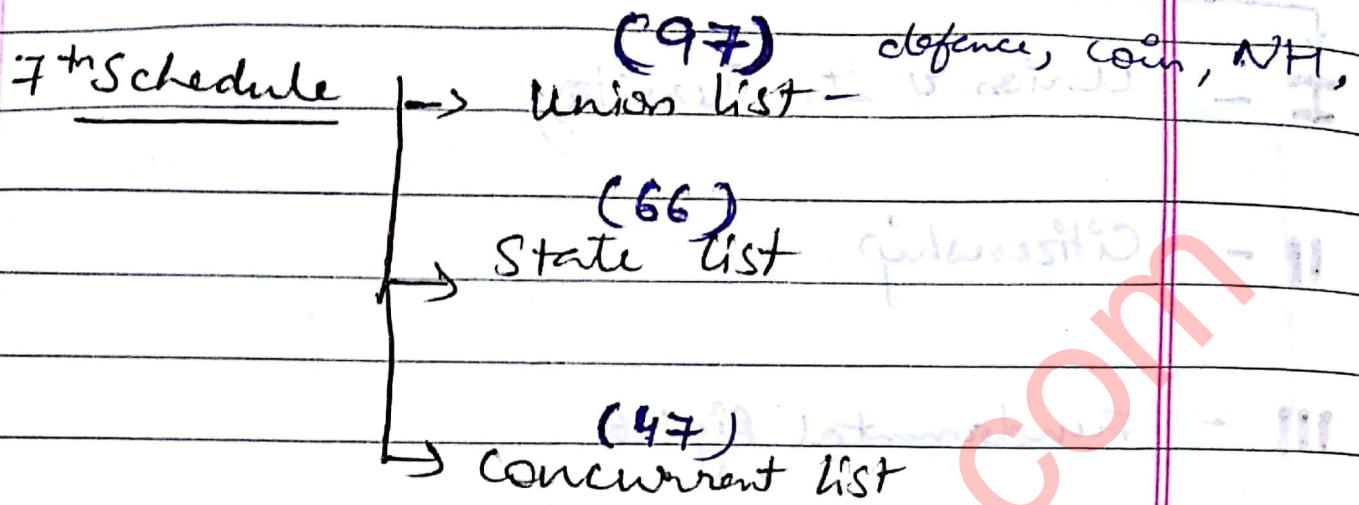 7th Schedule
(97)
→ Union list - defence, coin, NH,
(66)
→ State list
(47)
→ Concurrent list
com